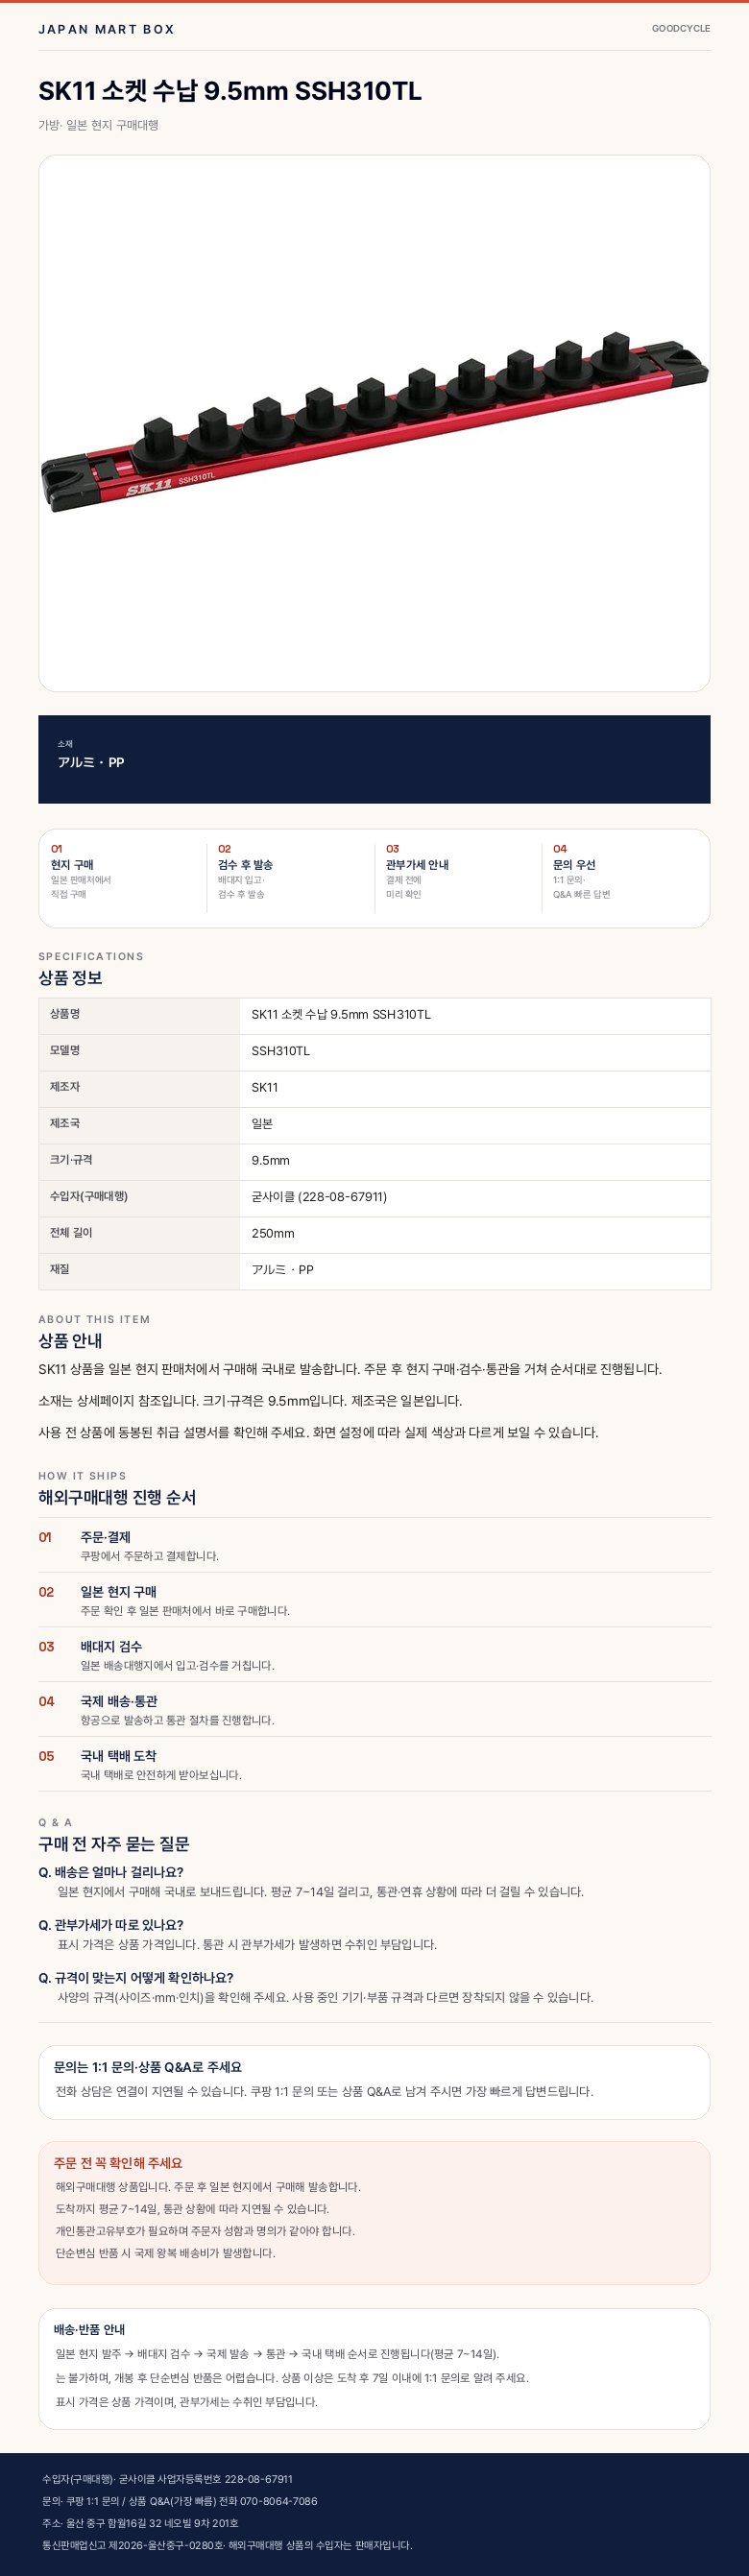 JAPAN MART BOX
GOODCYCLE
SK11 소켓 수납 9.5mm SSH310TL
가방· 일본 현지 구매대행
SK11 SSH310TL
소재
アルミ・PP
01
현지 구매
일본 판매처에서
직접 구매
02
검수 후 발송
배대지 입고·
검수 후 발송
03
관부가세 안내
결제 전에
미리 확인
04
문의 우선
1:1 문의·
Q&A 빠른 답변
SPECIFICATIONS
상품 정보
상품명 SK11 소켓 수납 9.5mm SSH310TL
모델명 SSH310TL
제조자 SK11
제조국 일본
크기·규격 9.5mm
수입자(구매대행) 굳사이클 (228-08-67911)
전체 길이 250mm
재질 アルミ・PP
ABOUT THIS ITEM
상품 안내
SK11 상품을 일본 현지 판매처에서 구매해 국내로 발송합니다. 주문 후 현지 구매·검수·통관을 거쳐 순서대로 진행됩니다.
소재는 상세페이지 참조입니다. 크기·규격은 9.5mm입니다. 제조국은 일본입니다.
사용 전 상품에 동봉된 취급 설명서를 확인해 주세요. 화면 설정에 따라 실제 색상과 다르게 보일 수 있습니다.
HOW IT SHIPS
해외구매대행 진행 순서
01 주문·결제
쿠팡에서 주문하고 결제합니다.
02 일본 현지 구매
주문 확인 후 일본 판매처에서 바로 구매합니다.
03 배대지 검수
일본 배송대행지에서 입고·검수를 거칩니다.
04 국제 배송·통관
항공으로 발송하고 통관 절차를 진행합니다.
05 국내 택배 도착
국내 택배로 안전하게 받아보십니다.
Q & A
구매 전 자주 묻는 질문
Q. 배송은 얼마나 걸리나요?
일본 현지에서 구매해 국내로 보내드립니다. 평균 7~14일 걸리고, 통관·연휴 상황에 따라 더 걸릴 수 있습니다.
Q. 관부가세가 따로 있나요?
표시 가격은 상품 가격입니다. 통관 시 관부가세가 발생하면 수취인 부담입니다.
Q. 규격이 맞는지 어떻게 확인하나요?
사양의 규격(사이즈·mm·인치)을 확인해 주세요. 사용 중인 기기·부품 규격과 다르면 장착되지 않을 수 있습니다.
문의는 1:1 문의·상품 Q&A로 주세요
전화 상담은 연결이 지연될 수 있습니다. 쿠팡 1:1 문의 또는 상품 Q&A로 남겨 주시면 가장 빠르게 답변드립니다.
주문 전 꼭 확인해 주세요
해외구매대행 상품입니다. 주문 후 일본 현지에서 구매해 발송합니다.
도착까지 평균 7~14일, 통관 상황에 따라 지연될 수 있습니다.
개인통관고유부호가 필요하며 주문자 성함과 명의가 같아야 합니다.
단순변심 반품 시 국제 왕복 배송비가 발생합니다.
배송·반품 안내
일본 현지 발주 → 배대지 검수 → 국제 발송 → 통관 → 국내 택배 순서로 진행됩니다(평균 7~14일).
는 불가하며, 개봉 후 단순변심 반품은 어렵습니다. 상품 이상은 도착 후 7일 이내에 1:1 문의로 알려 주세요.
표시 가격은 상품 가격이며, 관부가세는 수취인 부담입니다.
수입자(구매대행)· 굳사이클 사업자등록번호 228-08-67911
문의· 쿠팡 1:1 문의 / 상품 Q&A(가장 빠름) 전화 070-8064-7086
주소· 울산 중구 함월16길 32 네오빌 9차 201호
통신판매업신고 제2026-울산중구-0280호· 해외구매대행 상품의 수입자는 판매자입니다.